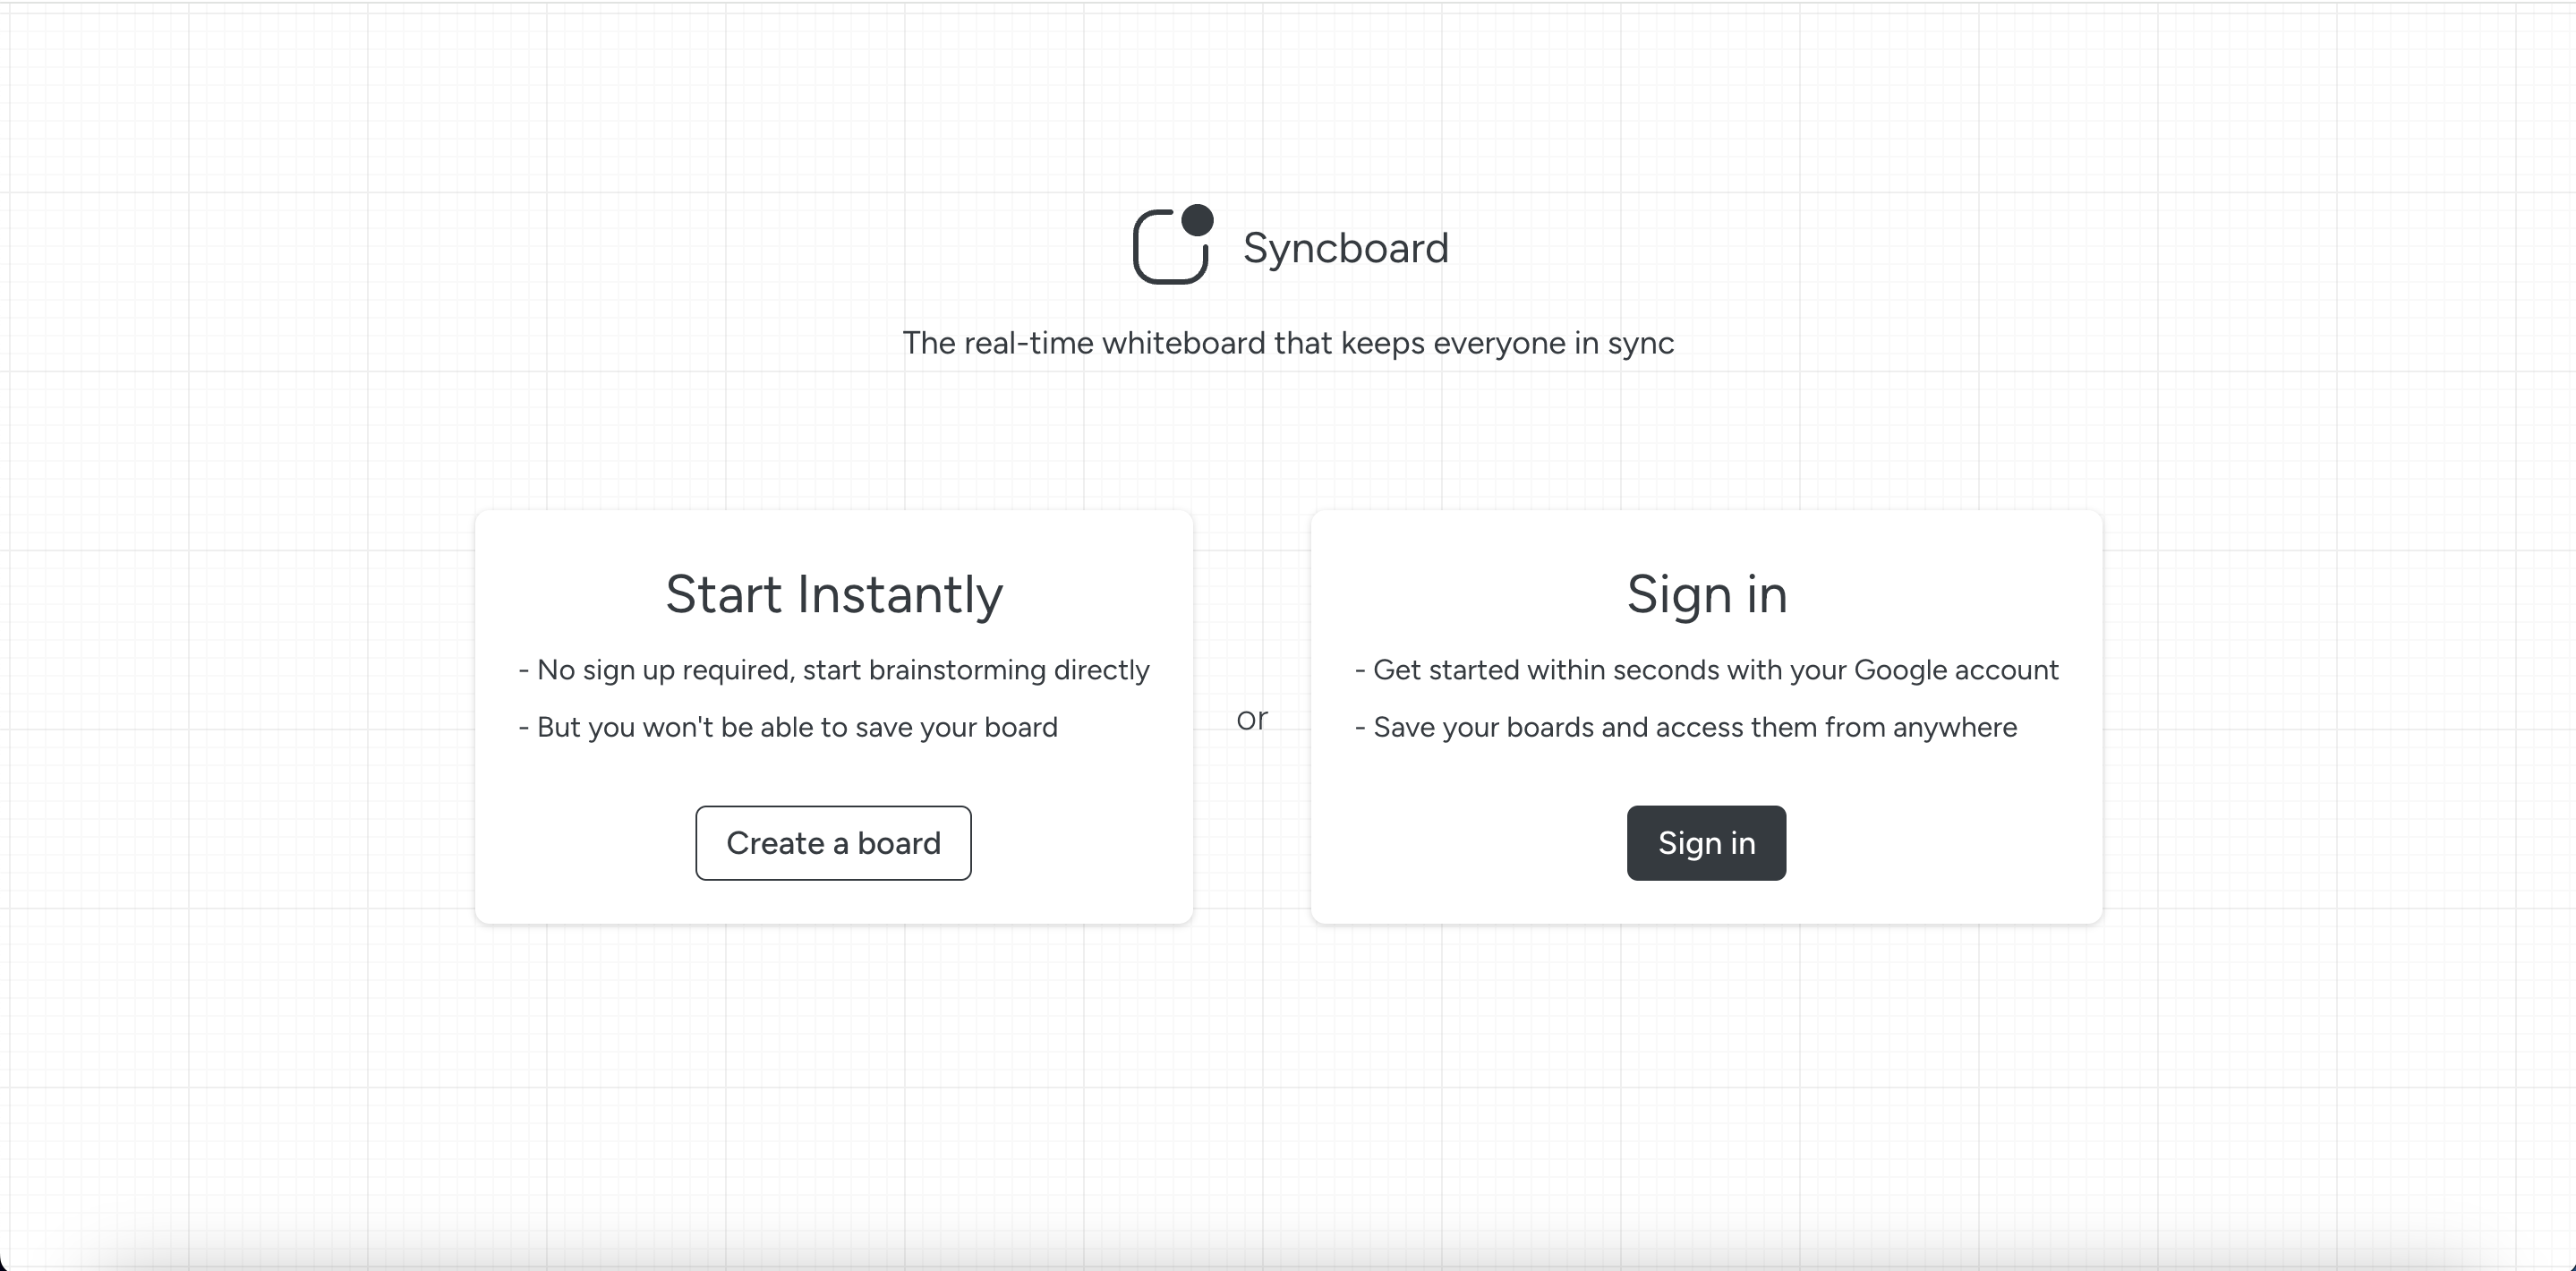 Syncboard
The real-time whiteboard that keeps everyone in sync
Start Instantly
- No sign up required, start brainstorming directly
- But you won't be able to save your board
Create a board
or
Sign in
- Get started within seconds with your Google account
- Save your boards and access them from anywhere
Sign in